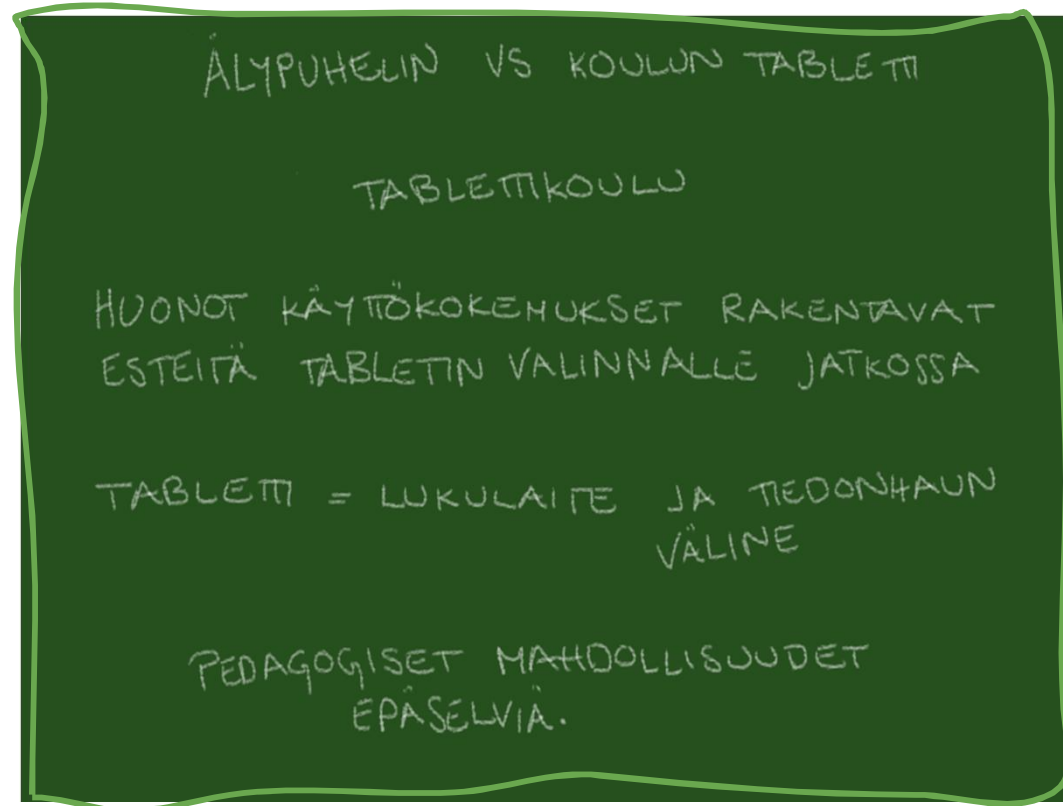 ÄLYPUHELIN VS KOULUN TABLETTI
TABLETTIKOULU
HUONOT KÄYTTÖKOKEMUKSET RAKENTAVAT
ESTEITÄ TABLETIN VALINNALLE JATKOSSA
TABLETTI = LUKULAITE JA TIEDONHAUN
VÄLINE
PEDAGOGISET MAHDOLLISUUDET
EPÄSELVIÄ.